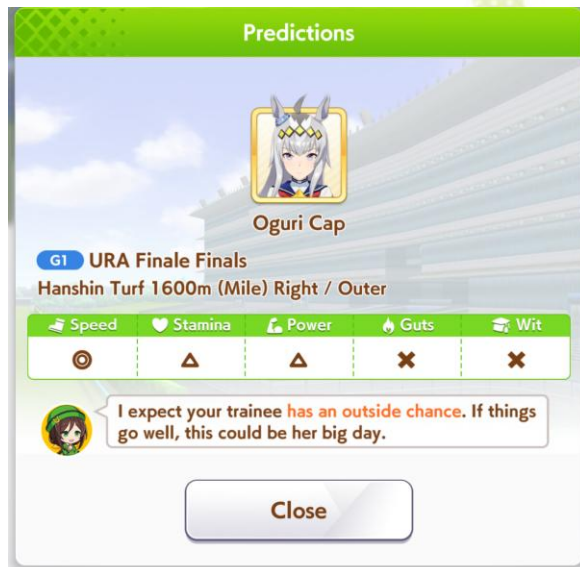 Predictions
Oguri Cap
G1 URA Finale Finals
Hanshin Turf 1600m (Mile) Right / Outer
Speed Stamina Power Guts Wit
◎ △ △ ✖ ✖
I expect your trainee has an outside chance. If things
go well, this could be her big day.
Close